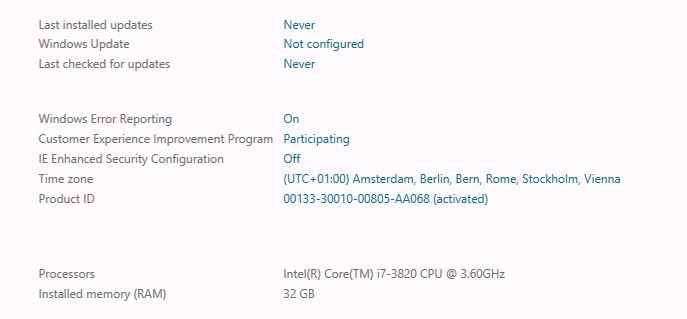 Last installed updates Never
Windows Update Not configured
Last checked for updates Never
Windows Error Reporting On
Customer Experience Improvement Program Participating
IE Enhanced Security Configuration Off
Time zone (UTC+01:00) Amsterdam, Berlin, Bern, Rome, Stockholm, Vienna
Product ID 00133-30010-00805-AA068 (activated)
Processors Intel(R) Core(TM) i7-3820 CPU @ 3.60GHz
Installed memory (RAM) 32 GB